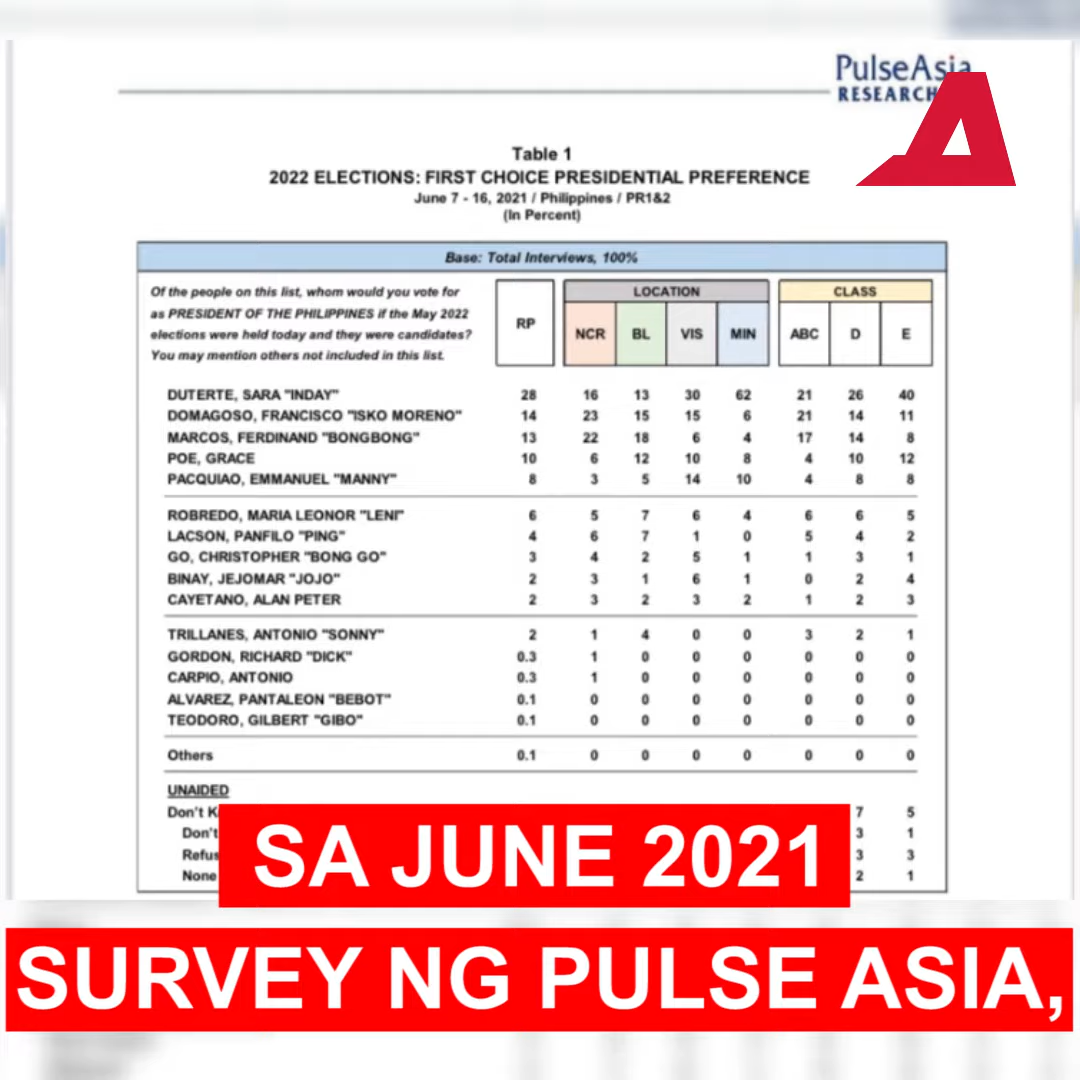 PulseAsia
RESEARCH
Table 1
2022 ELECTIONS: FIRST CHOICE PRESIDENTIAL PREFERENCE
June 7 - 16, 2021 / Philippines / PR1&2
(In Percent)
Base: Total Interviews, 100%
Of the people on this list, whom would you vote for
as PRESIDENT OF THE PHILIPPINES if the May 2022
elections were held today and they were candidates?
You may mention others not included in this list.
RP LOCATION CLASS
NCR BL VIS MIN ABC D E
DUTERTE, SARA "INDAY" 28 16 13 30 62 21 26 40
DOMAGOSO, FRANCISCO "ISKO MORENO" 14 23 15 15 6 21 14 11
MARCOS, FERDINAND "BONGBONG" 13 22 18 6 4 17 14 8
POE, GRACE 10 6 12 10 8 4 10 12
PACQUIAO, EMMANUEL "MANNY" 8 3 5 14 10 4 8 8
ROBREDO, MARIA LEONOR "LENI" 6 5 7 6 4 6 6 5
LACSON, PANFILO "PING" 4 6 7 1 0 5 4 2
GO, CHRISTOPHER "BONG GO" 3 4 2 5 1 1 3 1
BINAY, JEJOMAR "JOJO" 2 3 1 6 1 0 2 4
CAYETANO, ALAN PETER 2 3 2 3 2 1 2 3
TRILLANES, ANTONIO "SONNY" 2 1 4 0 0 3 2 1
GORDON, RICHARD "DICK" 0.3 1 0 0 0 0 0 0
CARPIO, ANTONIO 0.3 1 0 0 0 0 0 0
ALVAREZ, PANTALEON "BEBOT" 0.1 0 0 0 0 0 0 0
TEODORO, GILBERT "GIBO" 0.1 0 0 0 0 0 0 0
Others 0.1 0 0 0 0 0 0 0
UNAIDED
Don't K 7 5
Don't 3 1
Refus 3 3
None 2 1
SA JUNE 2021
SURVEY NG PULSE ASIA,